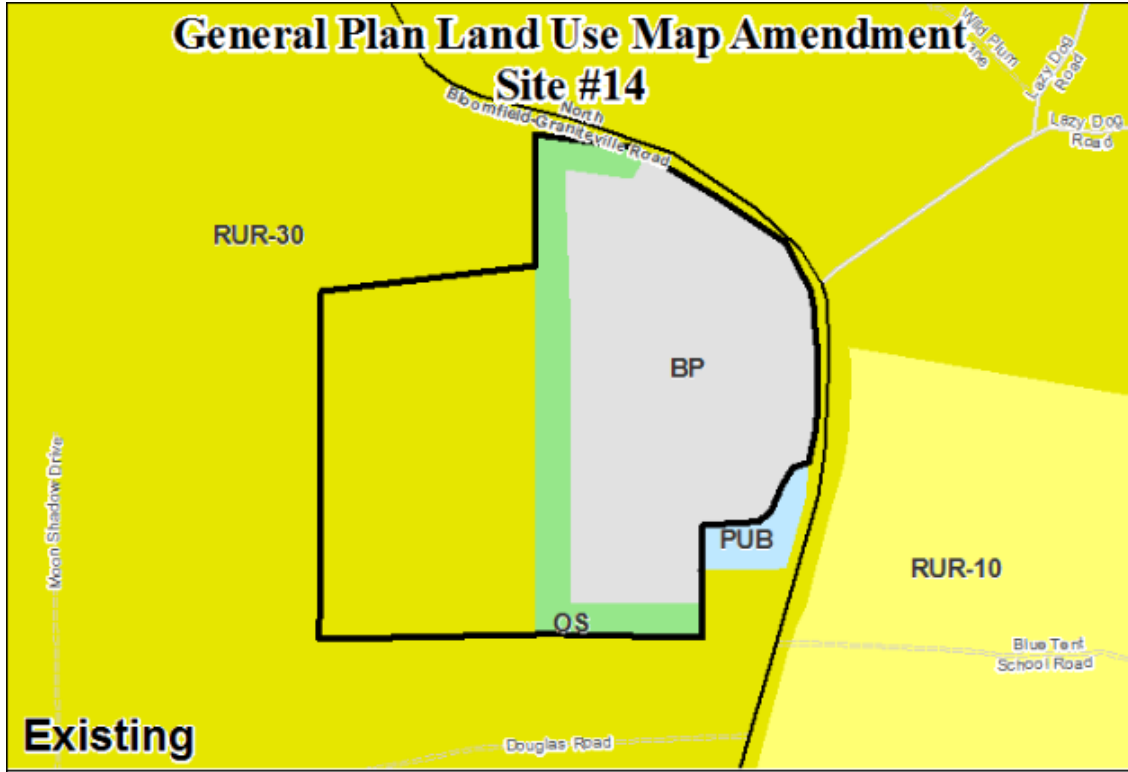 General Plan Land Use Map Amendment
Site #14
Wild Plum
Lane
Lazy Dog
Road
Lazy Dog
Road
North
Bloomfield-Graniteville Road
RUR-30
BP
PUB
RUR-10
OS
Moon Shadow Drive
Blue Tent
School Road
Douglas Road
Existing